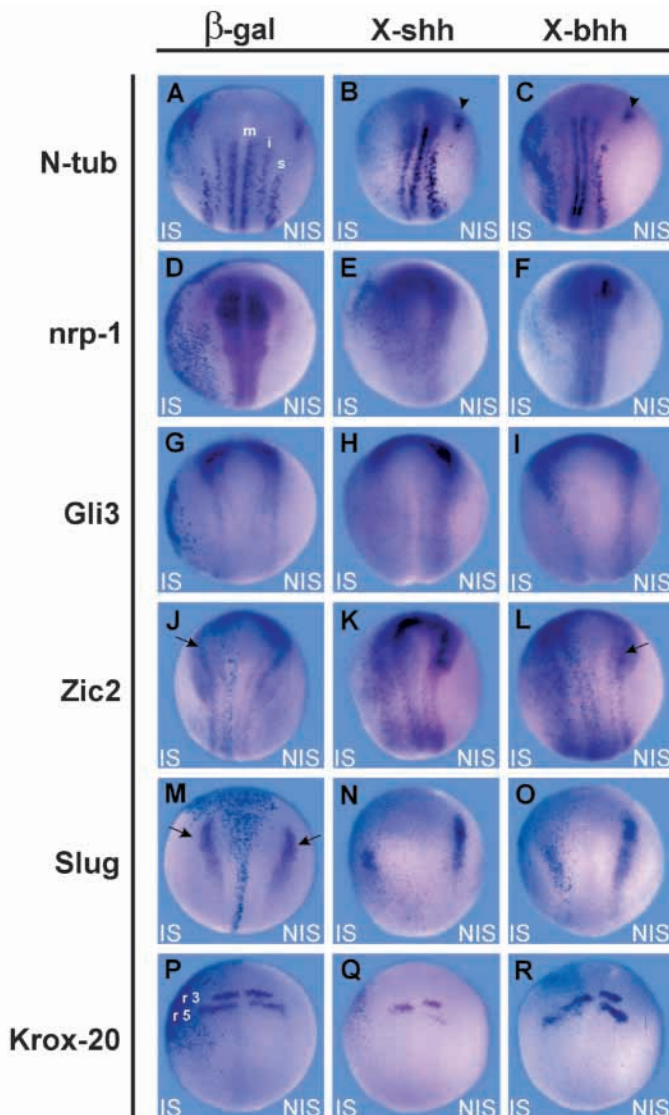 β-gal X-shh X-bhh
N-tub
A m i s IS NIS
B IS NIS
C IS NIS
nrp-1
D IS NIS
E IS NIS
F IS NIS
Gli3
G IS NIS
H IS NIS
I IS NIS
Zic2
J IS NIS
K IS NIS
L IS NIS
Slug
M IS NIS
N IS NIS
O IS NIS
Krox-20
P r 3 r 5 IS NIS
Q IS NIS
R IS NIS